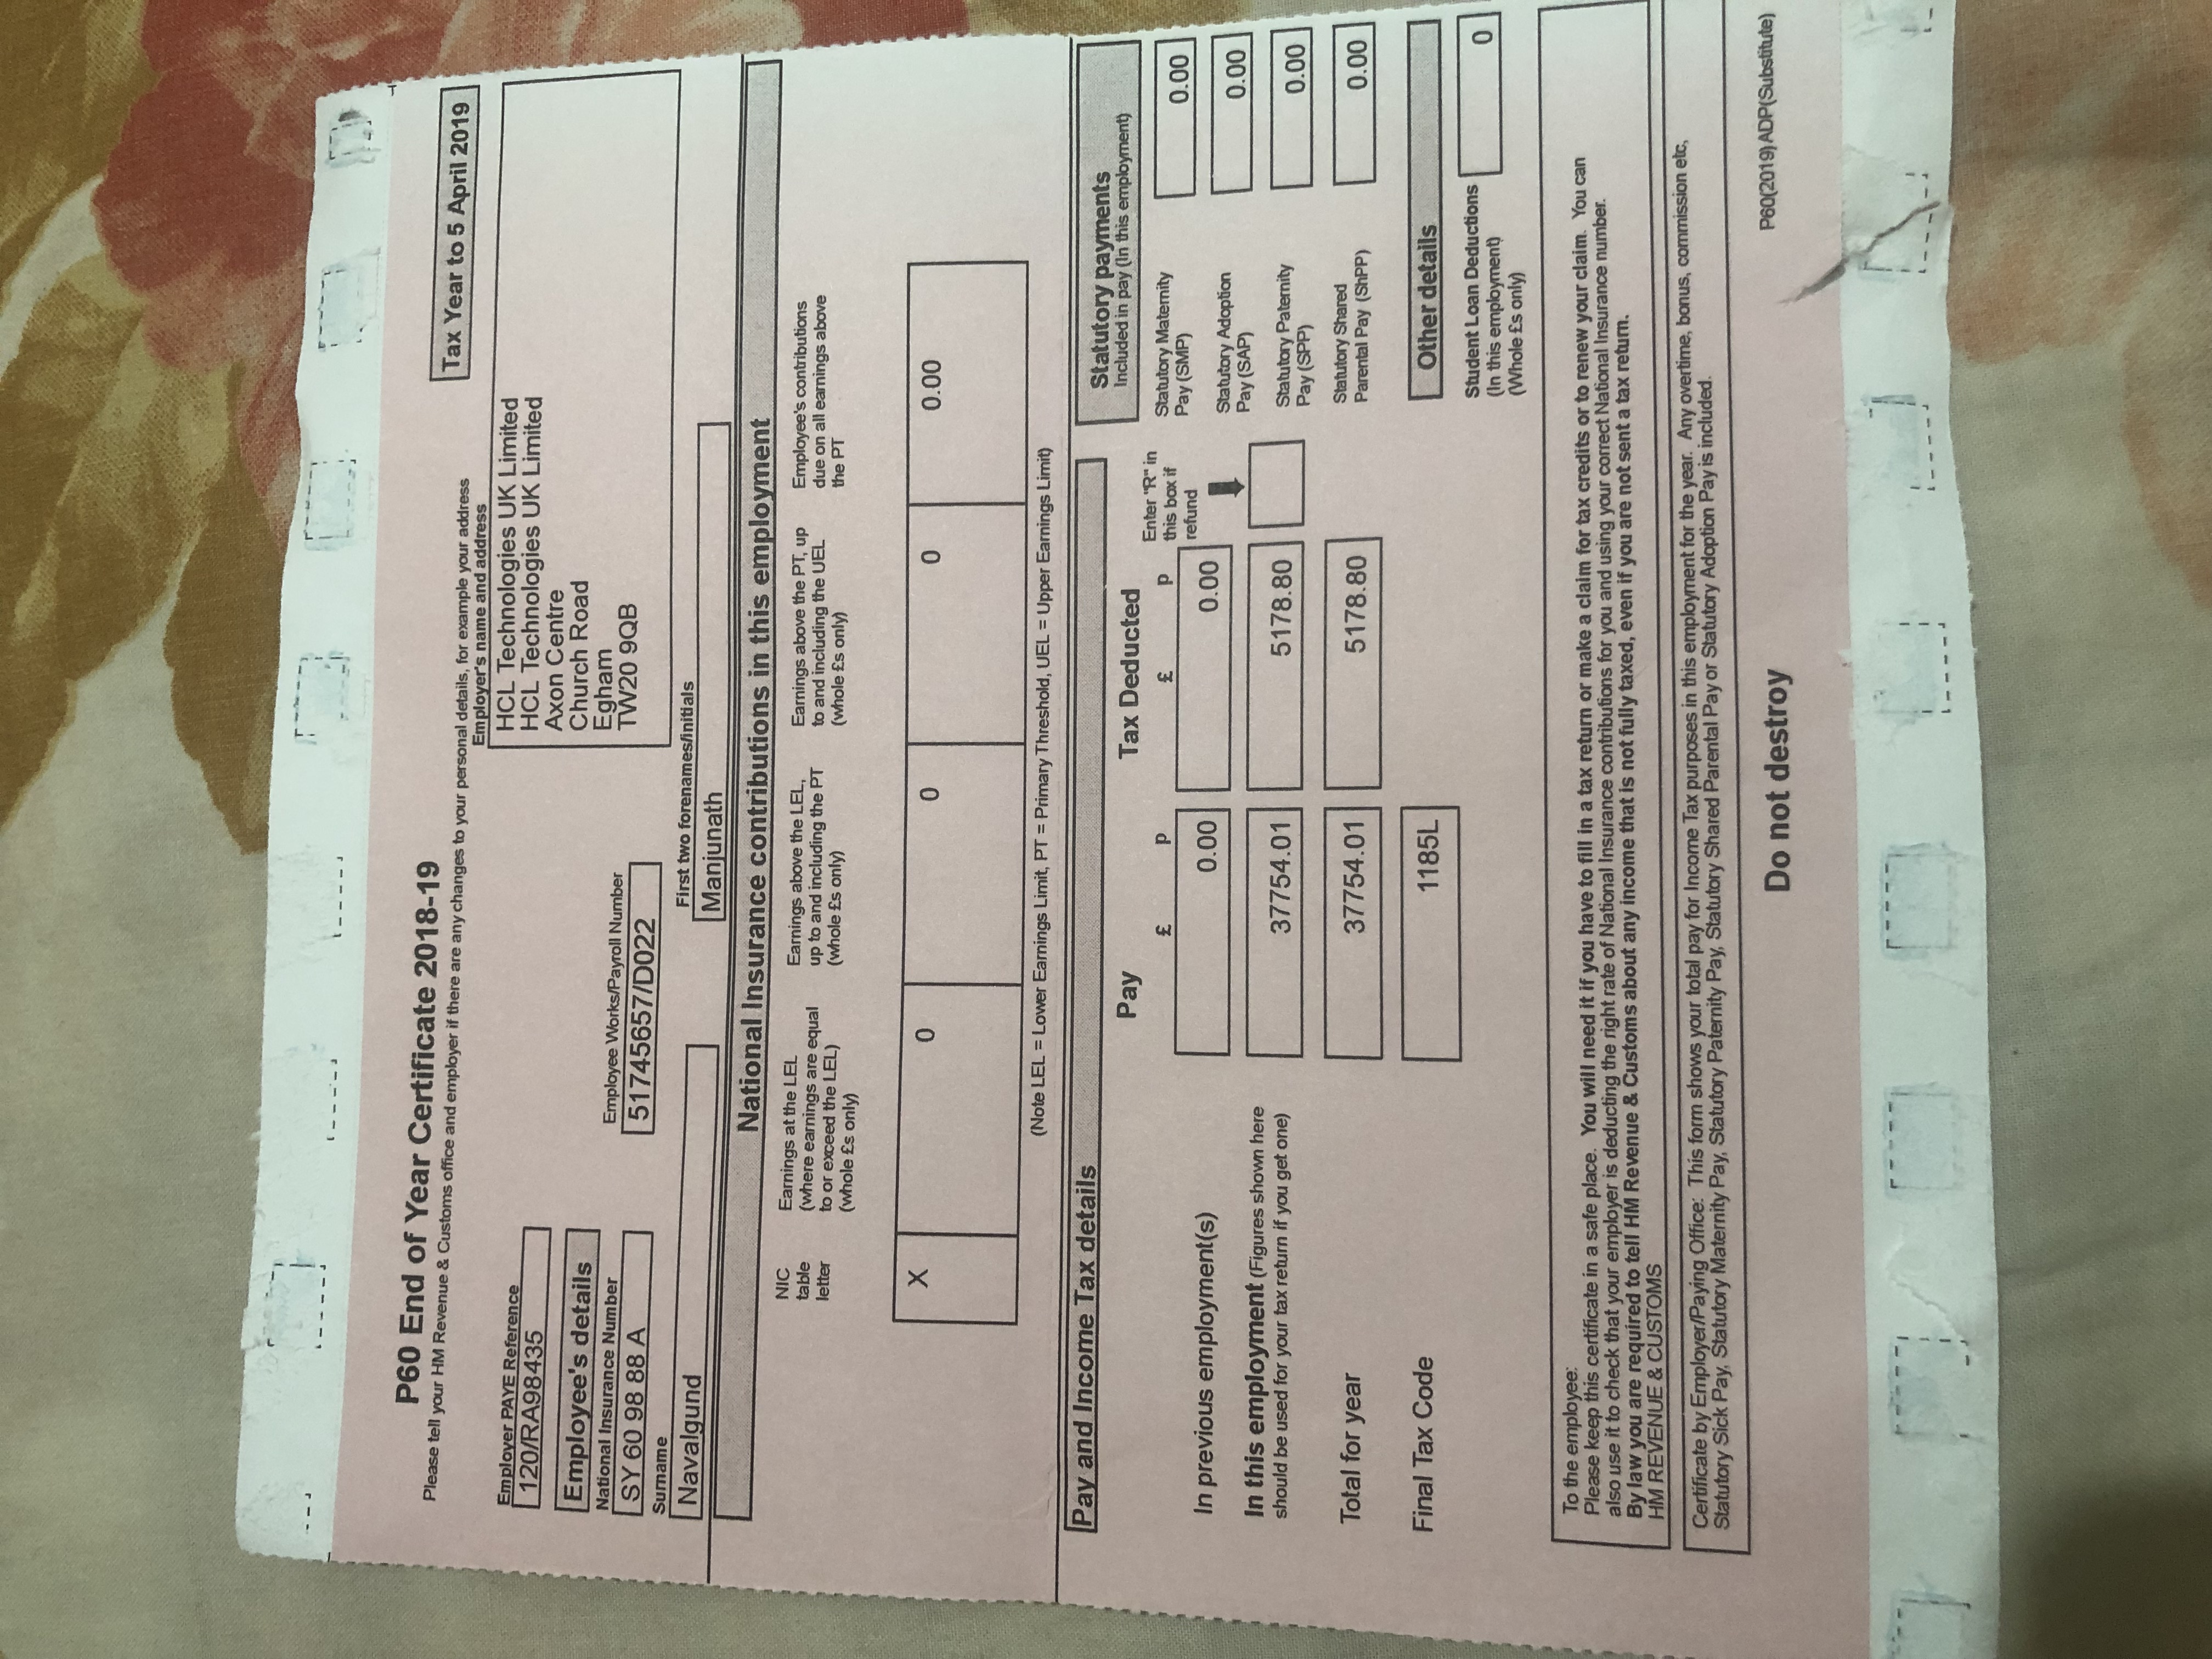 P60 End of Year Certificate 2018-19
Please tell your HM Revenue & Customs office and employer if there are any changes to your personal details, for example your address
Tax Year to 5 April 2019
Employer PAYE Reference
120/RA98435
Employer's name and address
HCL Technologies UK Limited
HCL Technologies UK Limited
Axon Centre
Church Road
Egham
TW20 9QB
Employee's details
National Insurance Number
SY 60 98 88 A
Employee Works/Payroll Number
51745657/D022
Surname
Navalgund
First two forenames/initials
Manjunath
National Insurance contributions in this employment
NIC
table
letter
Earnings at the LEL
(where earnings are equal
to or exceed the LEL)
(whole £s only)
Earnings above the LEL,
up to and including the PT
(whole £s only)
Earnings above the PT, up
to and including the UEL
(whole £s only)
Employee's contributions
due on all earnings above
the PT
X 0 0 0 0.00
(Note LEL = Lower Earnings Limit, PT = Primary Threshold, UEL = Upper Earnings Limit)
Pay and Income Tax details
Pay Tax Deducted
£ p £ p
Enter "R" in
this box if
refund
In previous employment(s) 0.00 0.00
In this employment (Figures shown here
should be used for your tax return if you get one)
37754.01 5178.80
Total for year 37754.01 5178.80
Final Tax Code 1185L
Statutory payments
Included in pay (In this employment)
Statutory Maternity
Pay (SMP) 0.00
Statutory Adoption
Pay (SAP) 0.00
Statutory Paternity
Pay (SPP) 0.00
Statutory Shared
Parental Pay (ShPP) 0.00
Other details
Student Loan Deductions
(In this employment)
(Whole £s only)
0
To the employee:
Please keep this certificate in a safe place. You will need it if you have to fill in a tax return or make a claim for tax credits or to renew your claim. You can
also use it to check that your employer is deducting the right rate of National Insurance contributions for you and using your correct National Insurance number.
By law you are required to tell HM Revenue & Customs about any income that is not fully taxed, even if you are not sent a tax return.
HM REVENUE & CUSTOMS
Certificate by Employer/Paying Office: This form shows your total pay for Income Tax purposes in this employment for the year. Any overtime, bonus, commission etc,
Statutory Sick Pay, Statutory Maternity Pay, Statutory Paternity Pay, Statutory Shared Parental Pay or Statutory Adoption Pay is included.
Do not destroy
P60(2019) ADP(Substitute)